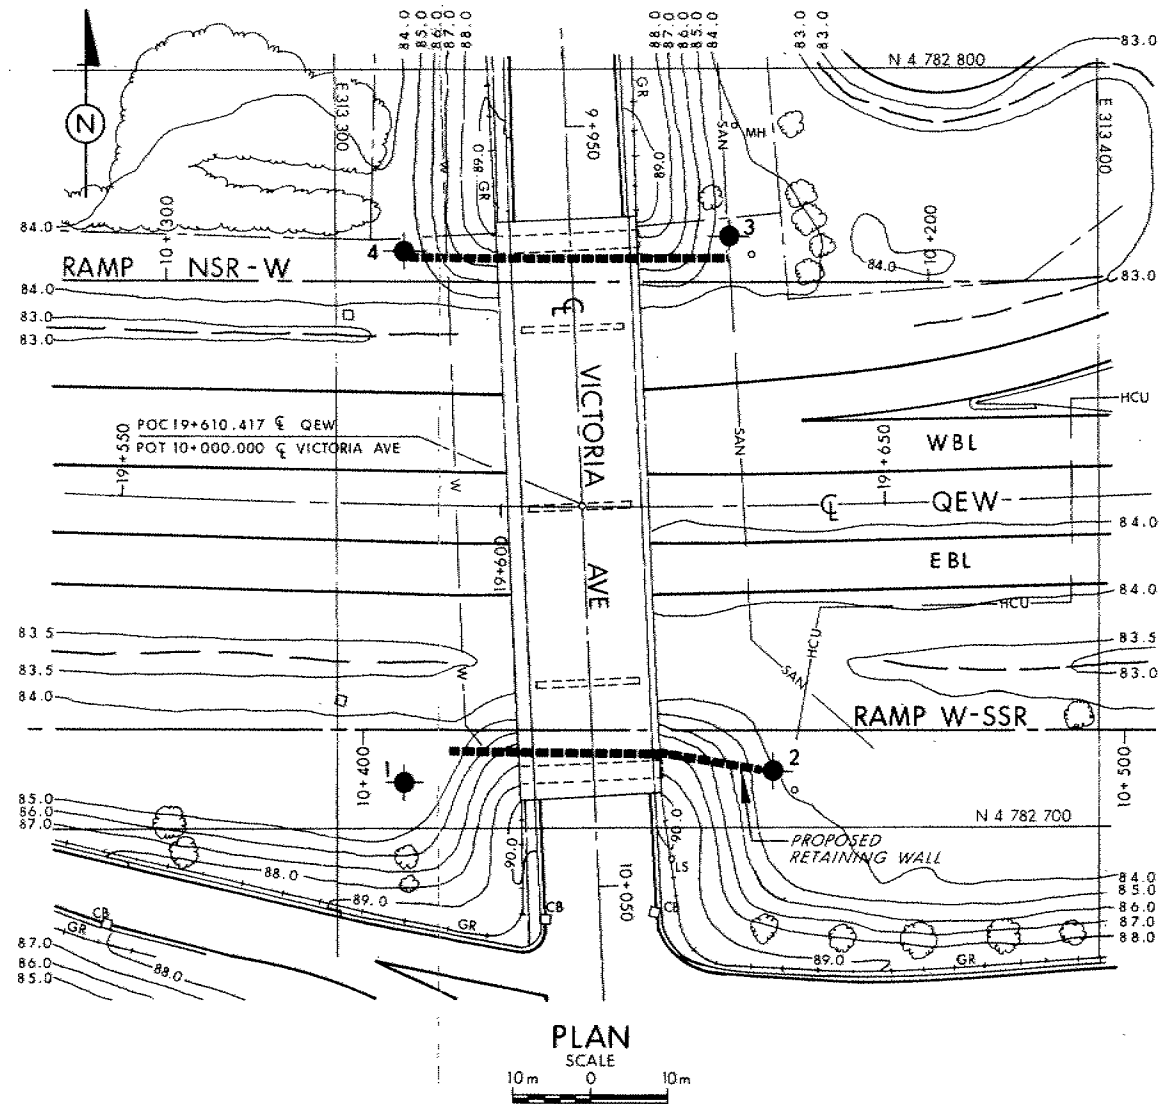 84.0
85.0
86.0
87.0
88.0
88.0
87.0
86.0
85.0
84.0
83.0
83.0
83.0
N 4 782 800
E 313 300
E 313 400
N
GR
GR
9+950
SAN
MH
89.0
89.0
W
84.0
10+300
4
3
10+200
84.0
RAMP NSR-W
83.0
84.0
83.0
83.0
℄
VICTORIA
AVE
HCU
POC 19+610.417 ℄ QEW
POT 10+000.000 ℄ VICTORIA AVE
19+550
SAN
WBL
19+650
W
℄ QEW
84.0
19+600
EBL
84.0
HCU
HCU
83.5
83.5
84.0
83.5
83.0
W
SAN
RAMP W-SSR
1
2
10+400
10+500
85.0
86.0
87.0
N 4 782 700
PROPOSED
RETAINING WALL
90.0
90.0
LS
88.0
89.0
84.0
85.0
86.0
87.0
88.0
10+050
CB
CB
CB
GR
GR
GR
89.0
88.0
87.0
86.0
85.0
PLAN
SCALE
10m 0 10m